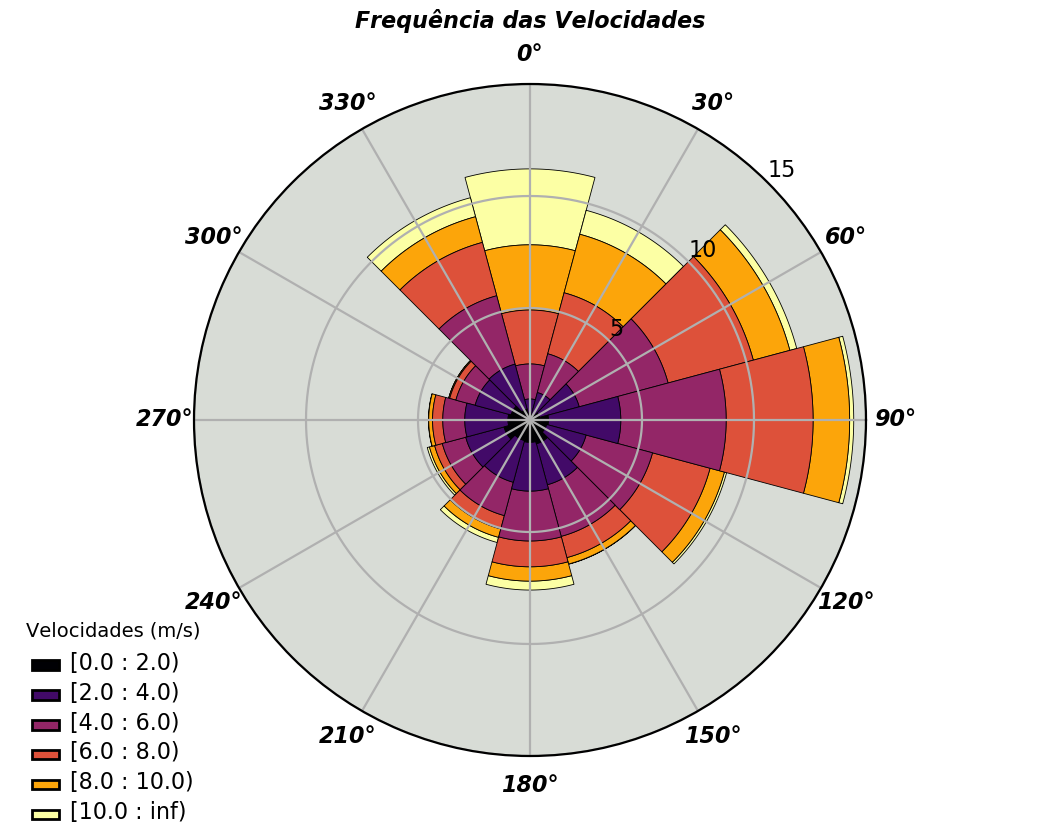 Frequência das Velocidades
0°
330°
30°
15
300°
60°
10
5
270°
90°
240°
120°
210°
150°
180°
Velocidades (m/s)
[0.0 : 2.0)
[2.0 : 4.0)
[4.0 : 6.0)
[6.0 : 8.0)
[8.0 : 10.0)
[10.0 : inf)